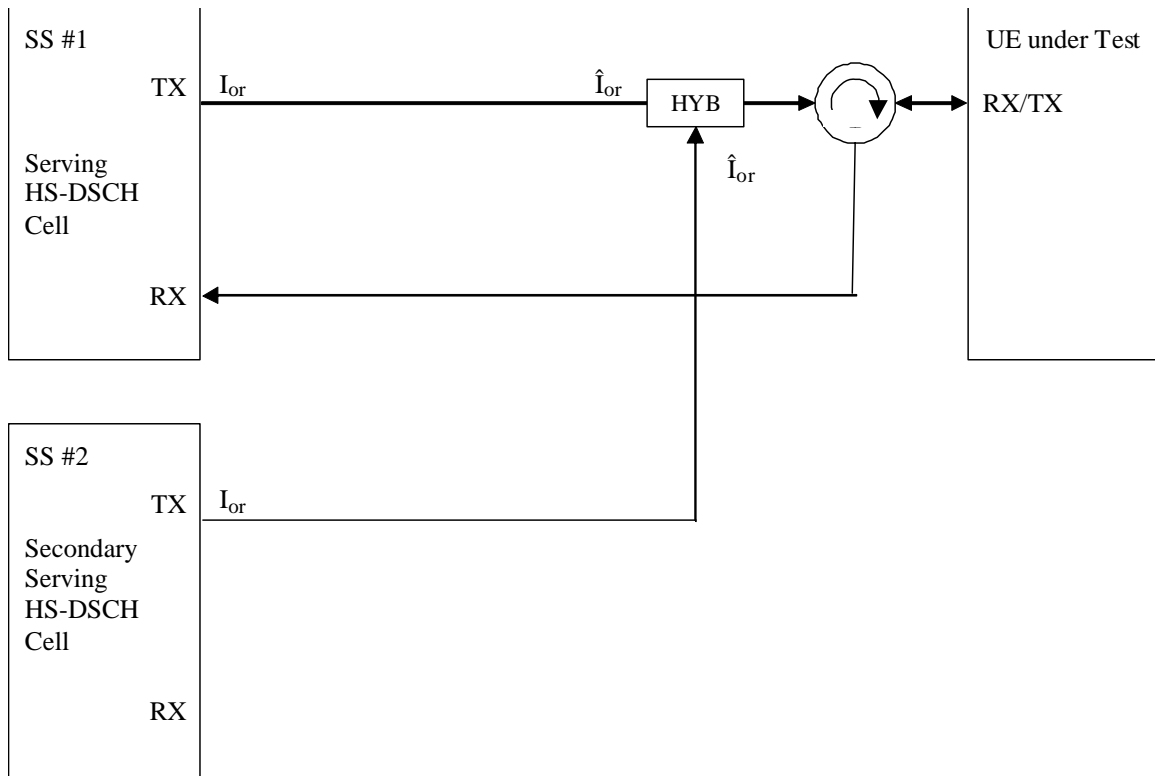 SS #1
UE under Test
TX
I_or
Î_or
HYB
RX/TX
Î_or
Serving
HS-DSCH
Cell
RX
SS #2
TX
I_or
Secondary
Serving
HS-DSCH
Cell
RX